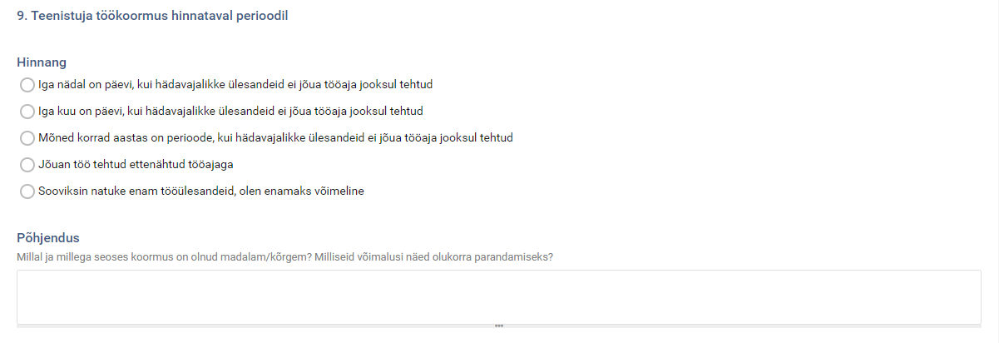 9. Teenistuja töökoormus hinnataval perioodil
Hinnang
Iga nädal on päevi, kui hädavajalikke ülesandeid ei jõua tööaja jooksul tehtud
Iga kuu on päevi, kui hädavajalikke ülesandeid ei jõua tööaja jooksul tehtud
Mõned korrad aastas on perioode, kui hädavajalikke ülesandeid ei jõua tööaja jooksul tehtud
Jõuan töö tehtud ettenähtud tööajaga
Sooviksin natuke enam tööülesandeid, olen enamaks võimeline
Põhjendus
Millal ja millega seoses koormus on olnud madalam/kõrgem? Milliseid võimalusi näed olukorra parandamiseks?